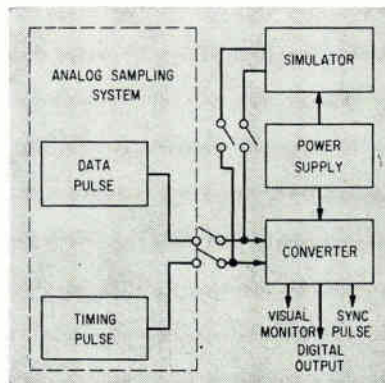 ANALOG SAMPLING
SYSTEM
DATA
PULSE
TIMING
PULSE
SIMULATOR
POWER
SUPPLY
CONVERTER
VISUAL
MONITOR
SYNC
PULSE
DIGITAL
OUTPUT